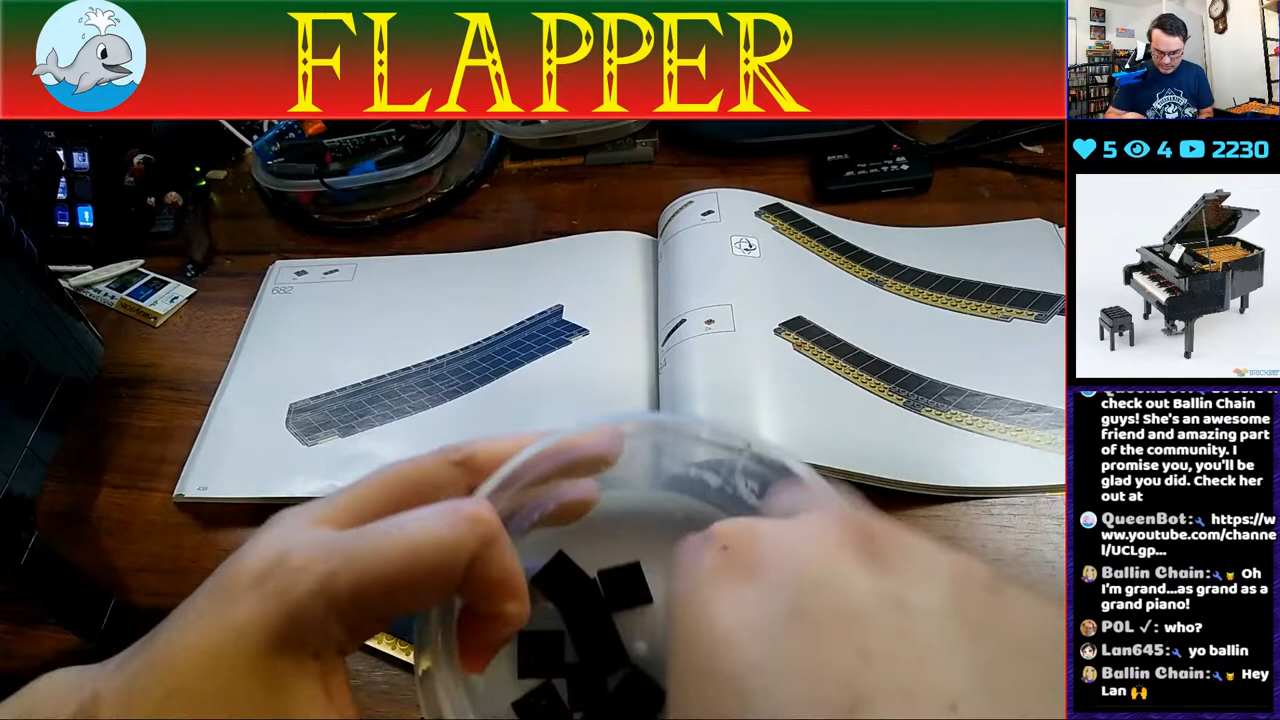 FLAPPER
5 4 2230
682
BRICKSET
check out Ballin Chain
guys! She's an awesome
friend and amazing part
of the community. I
promise you, you'll be
glad you did. Check her
out at
QueenBot: https://w
ww.youtube.com/channe
l/UCLgp...
Ballin Chain: Oh
I'm grand...as grand as a
grand piano!
POL ✓: who?
Lan645: yo ballin
Ballin Chain: Hey
Lan 🙌